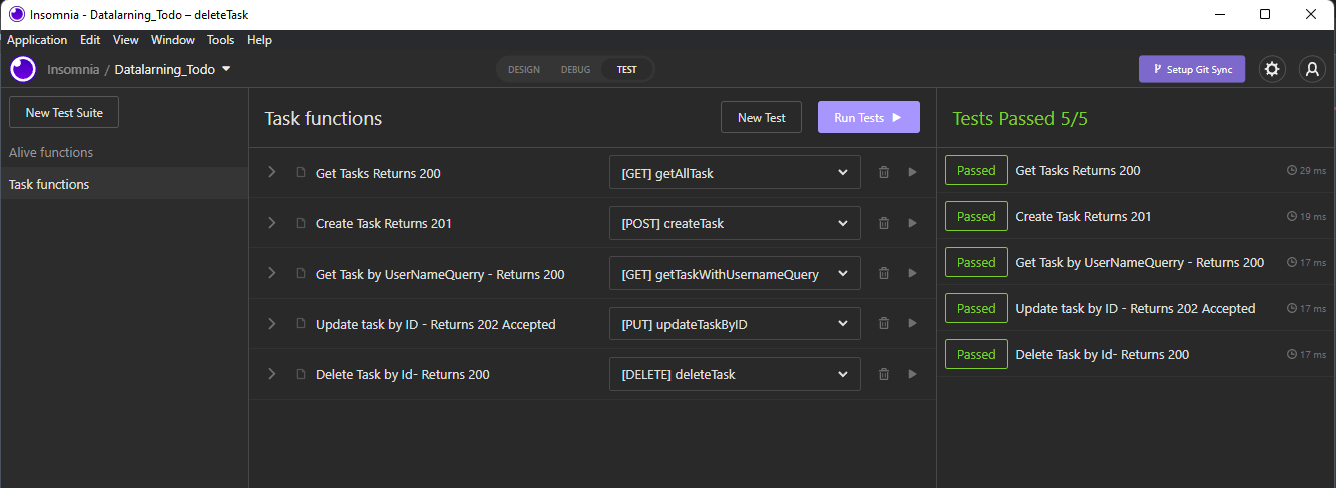 Insomnia - Datalarning_Todo – deleteTask
Application Edit View Window Tools Help
Insomnia / Datalarning_Todo
DESIGN DEBUG TEST
Setup Git Sync
New Test Suite
Alive functions
Task functions
Task functions
New Test
Run Tests
Get Tasks Returns 200 [GET] getAllTask
Create Task Returns 201 [POST] createTask
Get Task by UserNameQuerry - Returns 200 [GET] getTaskWithUsernameQuery
Update task by ID - Returns 202 Accepted [PUT] updateTaskByID
Delete Task by Id- Returns 200 [DELETE] deleteTask
Tests Passed 5/5
Passed Get Tasks Returns 200 29 ms
Passed Create Task Returns 201 19 ms
Passed Get Task by UserNameQuerry - Returns 200 17 ms
Passed Update task by ID - Returns 202 Accepted 17 ms
Passed Delete Task by Id- Returns 200 17 ms